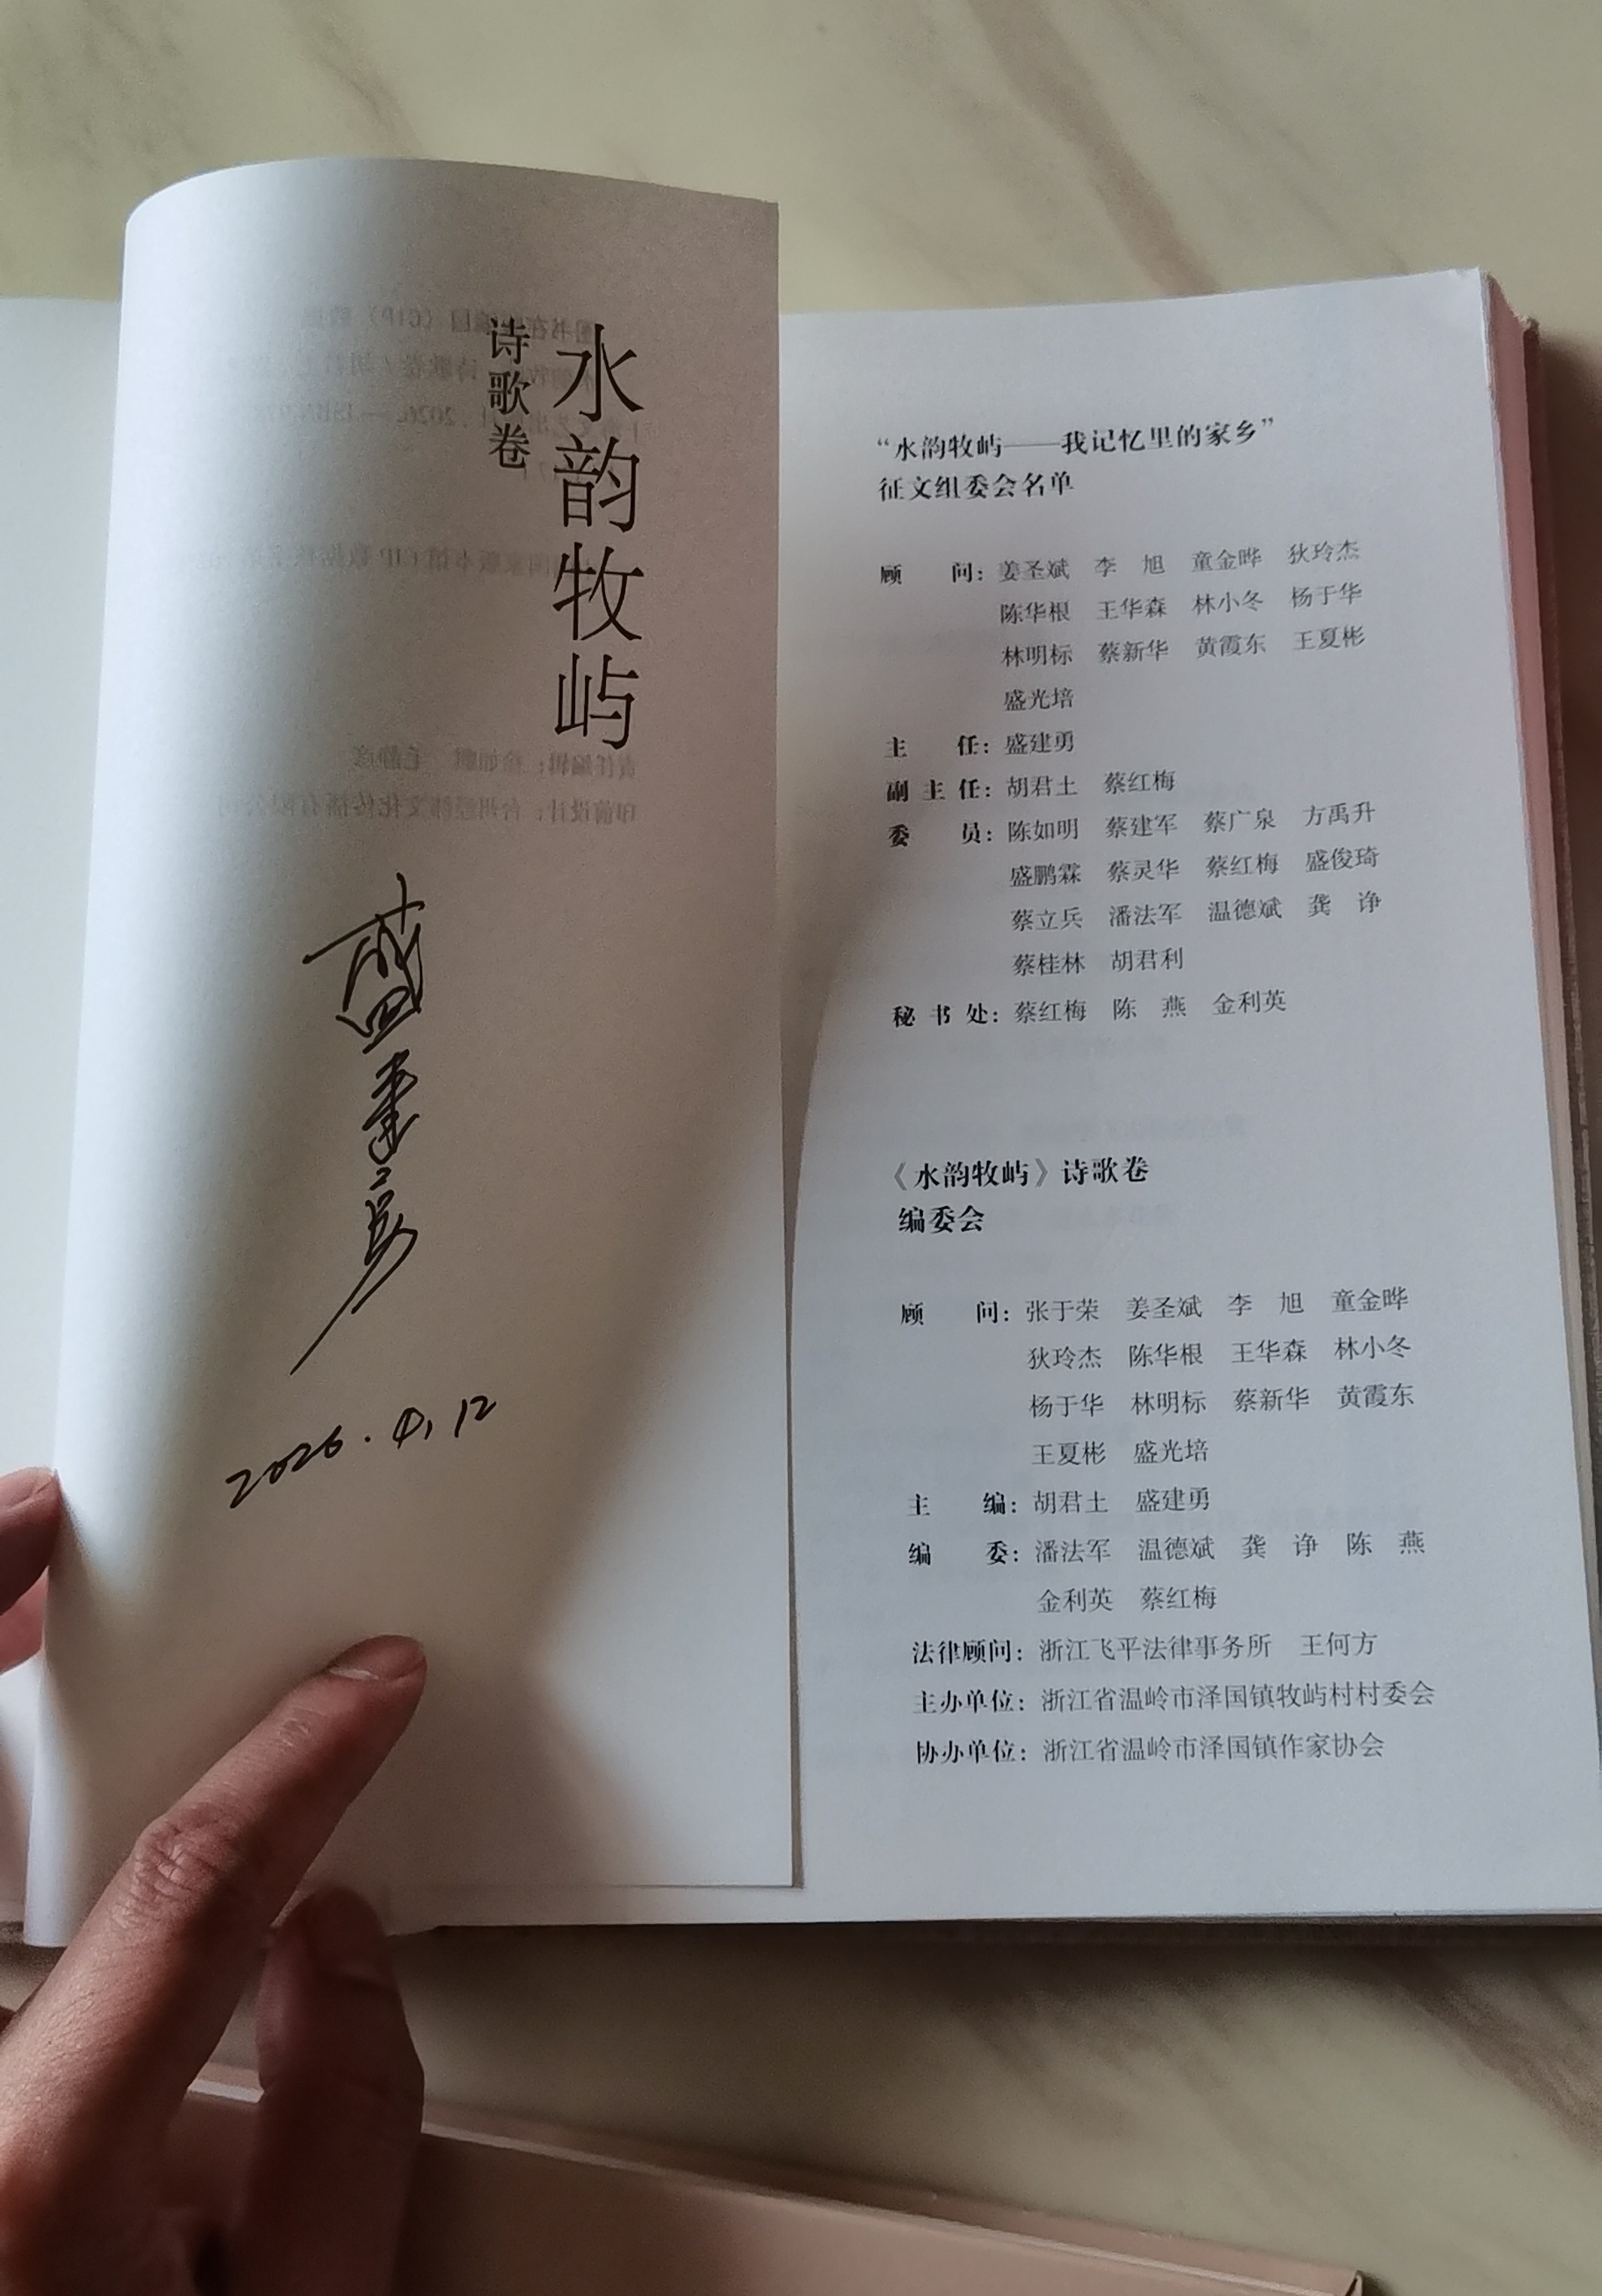 水韵牧屿
诗歌卷
盛建勇
2026.4.12
“水韵牧屿——我记忆里的家乡”
征文组委会名单
顾　问：姜圣斌　李　旭　童金晔　狄玲杰
陈华根　王华森　林小冬　杨于华
林明标　蔡新华　黄霞东　王夏彬
盛光培
主　任：盛建勇
副主任：胡君土　蔡红梅
委　员：陈如明　蔡建军　蔡广泉　方禹升
盛鹏霖　蔡灵华　蔡红梅　盛俊琦
蔡立兵　潘法军　温德斌　龚　诤
蔡桂林　胡君利
秘书处：蔡红梅　陈　燕　金利英
《水韵牧屿》诗歌卷
编委会
顾　问：张于荣　姜圣斌　李　旭　童金晔
狄玲杰　陈华根　王华森　林小冬
杨于华　林明标　蔡新华　黄霞东
王夏彬　盛光培
主　编：胡君土　盛建勇
编　委：潘法军　温德斌　龚　诤　陈　燕
金利英　蔡红梅
法律顾问：浙江飞平法律事务所　王何方
主办单位：浙江省温岭市泽国镇牧屿村村委会
协办单位：浙江省温岭市泽国镇作家协会